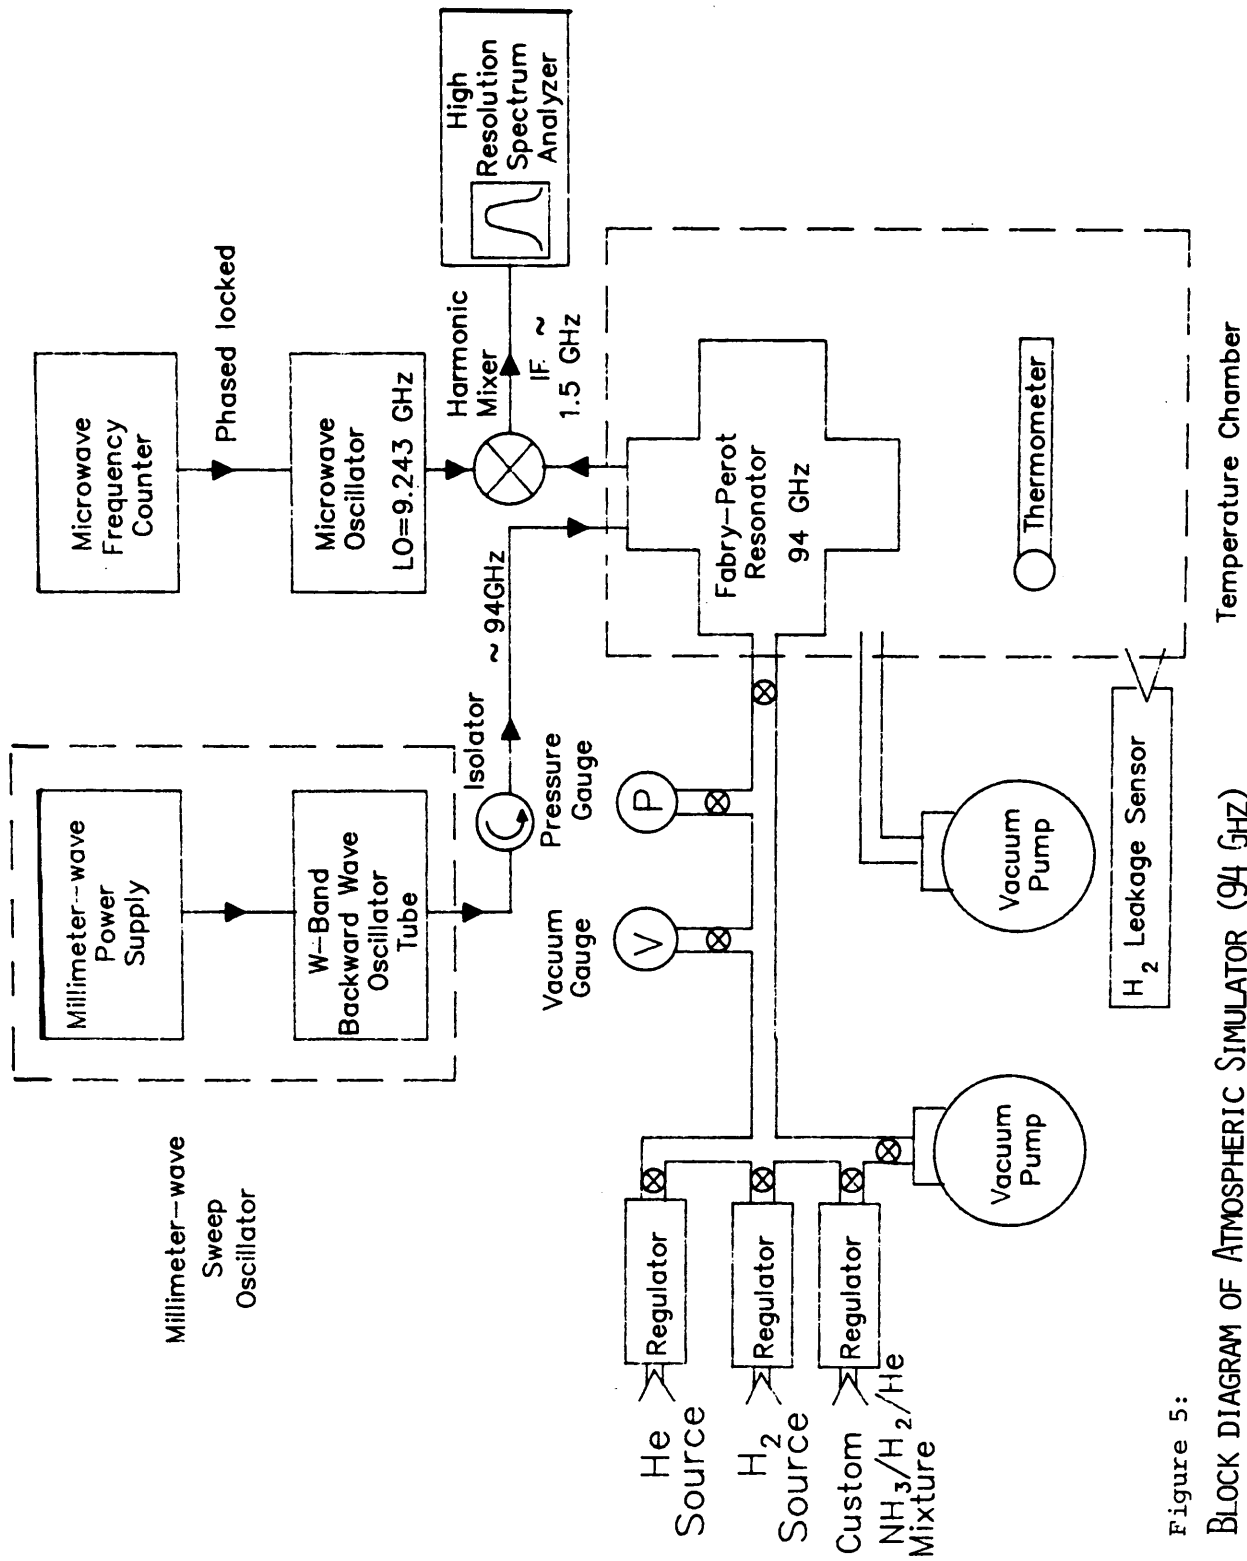 Millimeter-wave
Sweep
Oscillator
Millimeter-wave
Power
Supply
W-Band
Backward Wave
Oscillator
Tube
Isolator
~ 94GHz
Microwave
Frequency
Counter
Phased locked
Microwave
Oscillator
LO=9.243 GHz
Harmonic
Mixer
IF ~
1.5 GHz
High
Resolution
Spectrum
Analyzer
Vacuum
Gauge
V
Pressure
Gauge
P
Fabry-Perot
Resonator
94 GHz
Thermometer
Temperature Chamber
He
Source
Regulator
H2
Source
Regulator
Custom
NH3/H2/He
Mixture
Regulator
Vacuum
Pump
Vacuum
Pump
H2 Leakage Sensor
Figure 5:
BLOCK DIAGRAM OF ATMOSPHERIC SIMULATOR (94 GHZ)